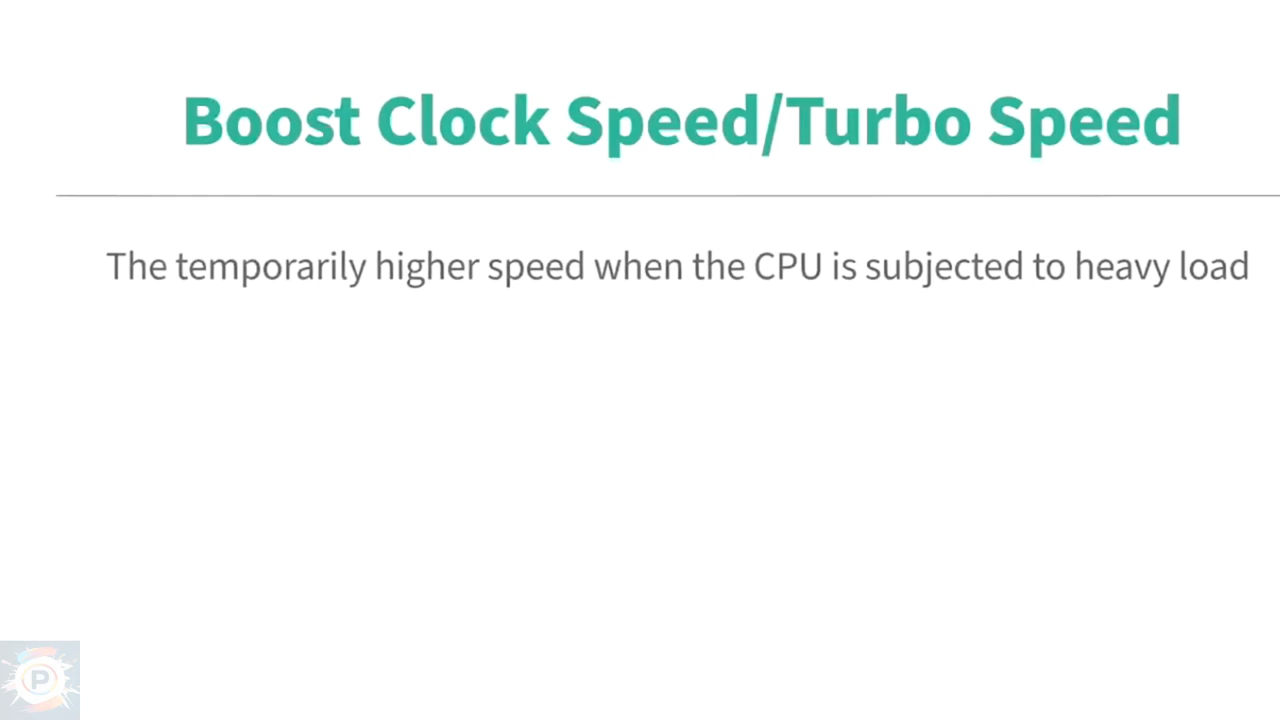 Boost Clock Speed/Turbo Speed
The temporarily higher speed when the CPU is subjected to heavy load
P